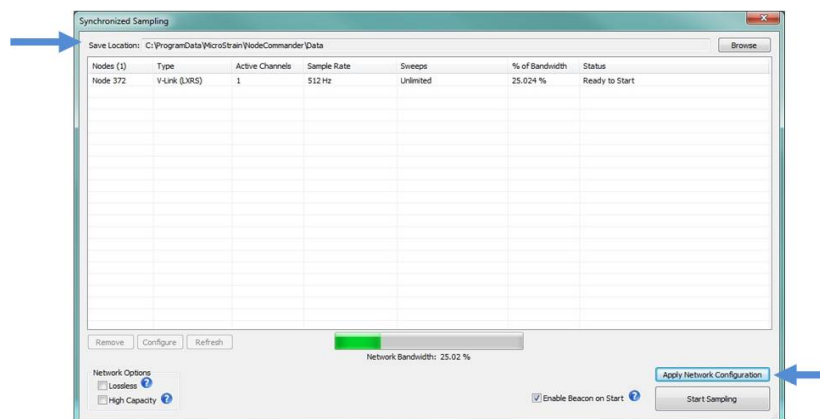 Synchronized Sampling
Save Location: C:\ProgramData\MicroStrain\NodeCommander\Data Browse
Nodes (1) Type Active Channels Sample Rate Sweeps % of Bandwidth Status
Node 372 V-Link (LXRS) 1 512 Hz Unlimited 25.024 % Ready to Start
Remove Configure Refresh
Network Bandwidth: 25.02 %
Network Options
Lossless ?
High Capacity ?
Apply Network Configuration
Enable Beacon on Start ? Start Sampling